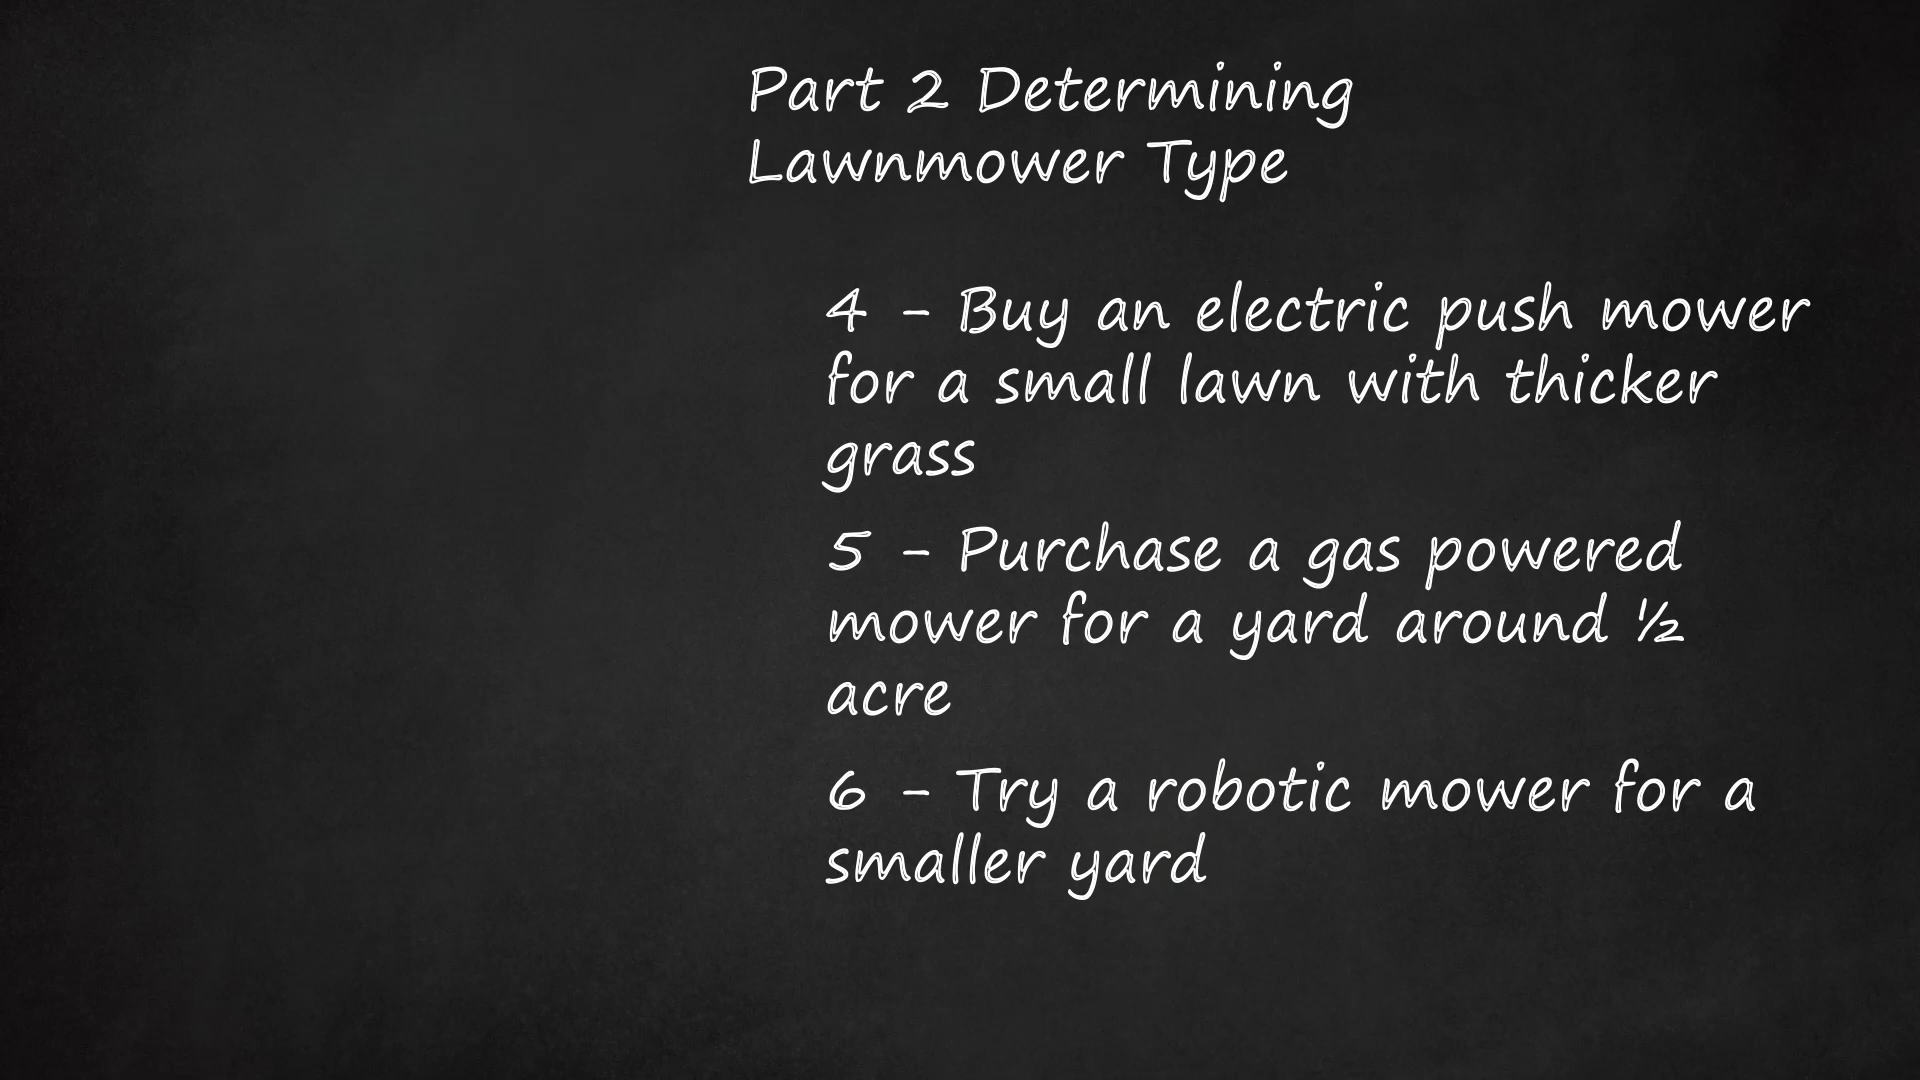 Part 2 Determining
Lawnmower Type
4 - Buy an electric push mower
for a small lawn with thicker
grass
5 - Purchase a gas powered
mower for a yard around ½
acre
6 - Try a robotic mower for a
smaller yard